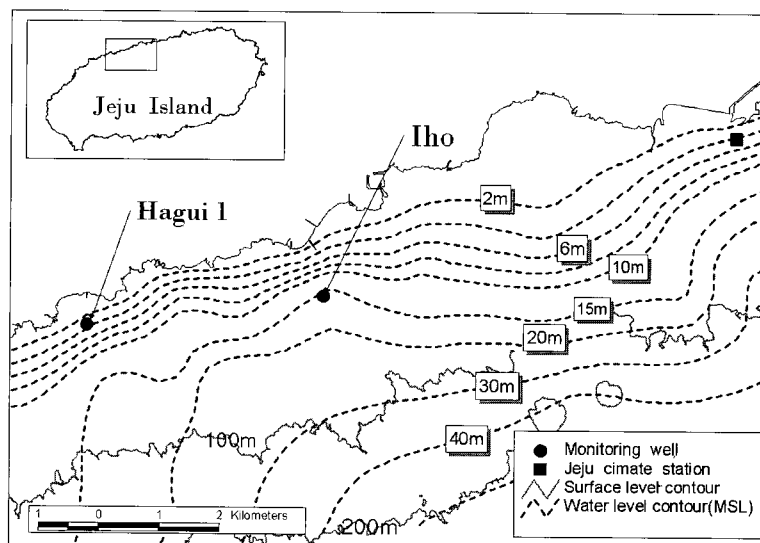 Jeju Island
Iho
Hagui 1
2m
6m
10m
15m
20m
30m
40m
100m
200m
Monitoring well
Jeju cimate station
Surface level contour
Water level contour(MSL)
1 0 1 2 Kilometers